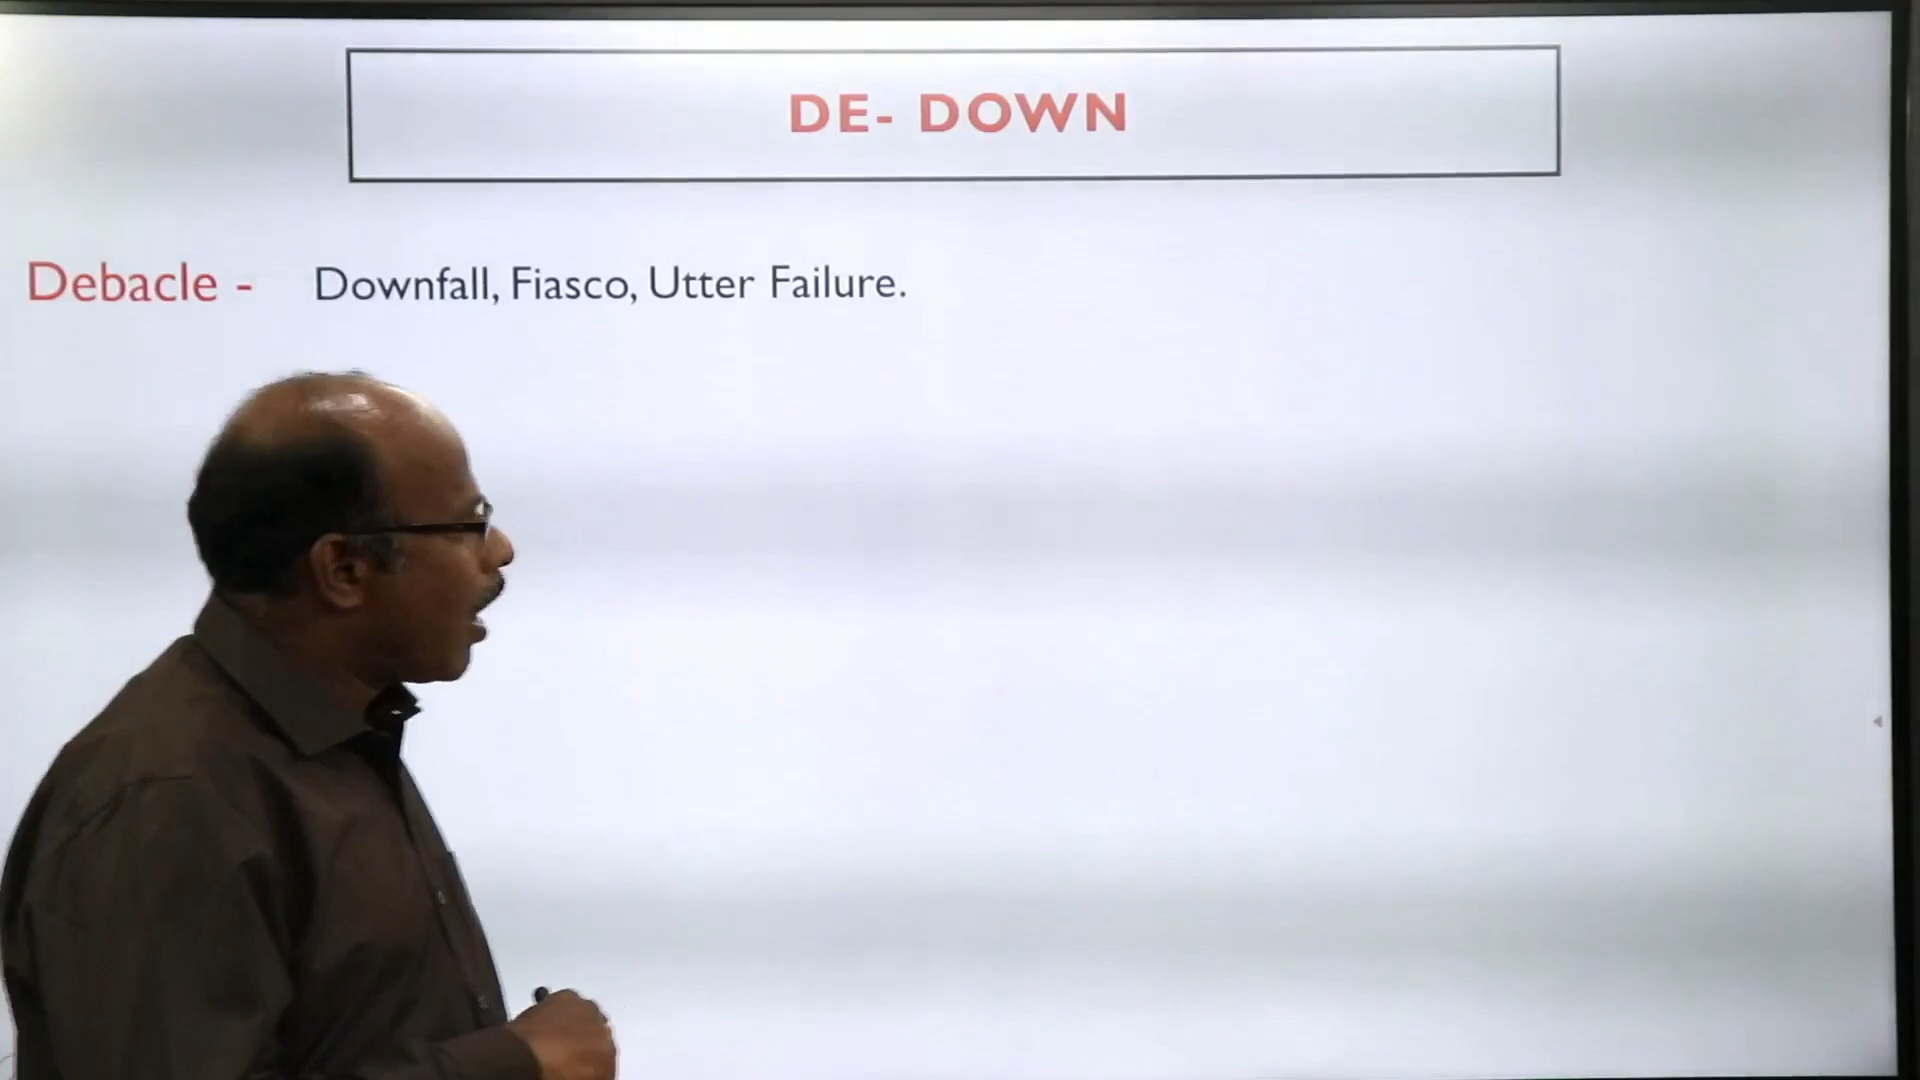 DE- DOWN
Debacle - Downfall, Fiasco, Utter Failure.